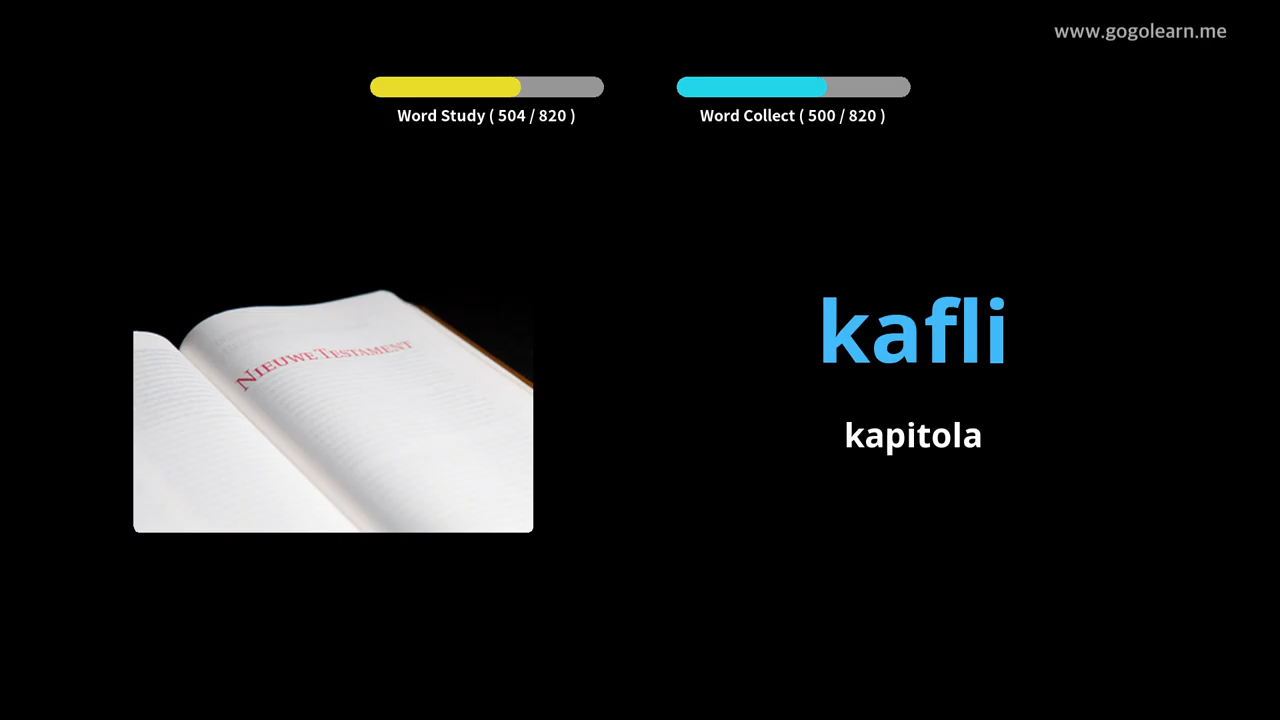 www.gogolearn.me
Word Study ( 504 / 820 )
Word Collect ( 500 / 820 )
NIEUWE TESTAMENT
kafli
kapitola